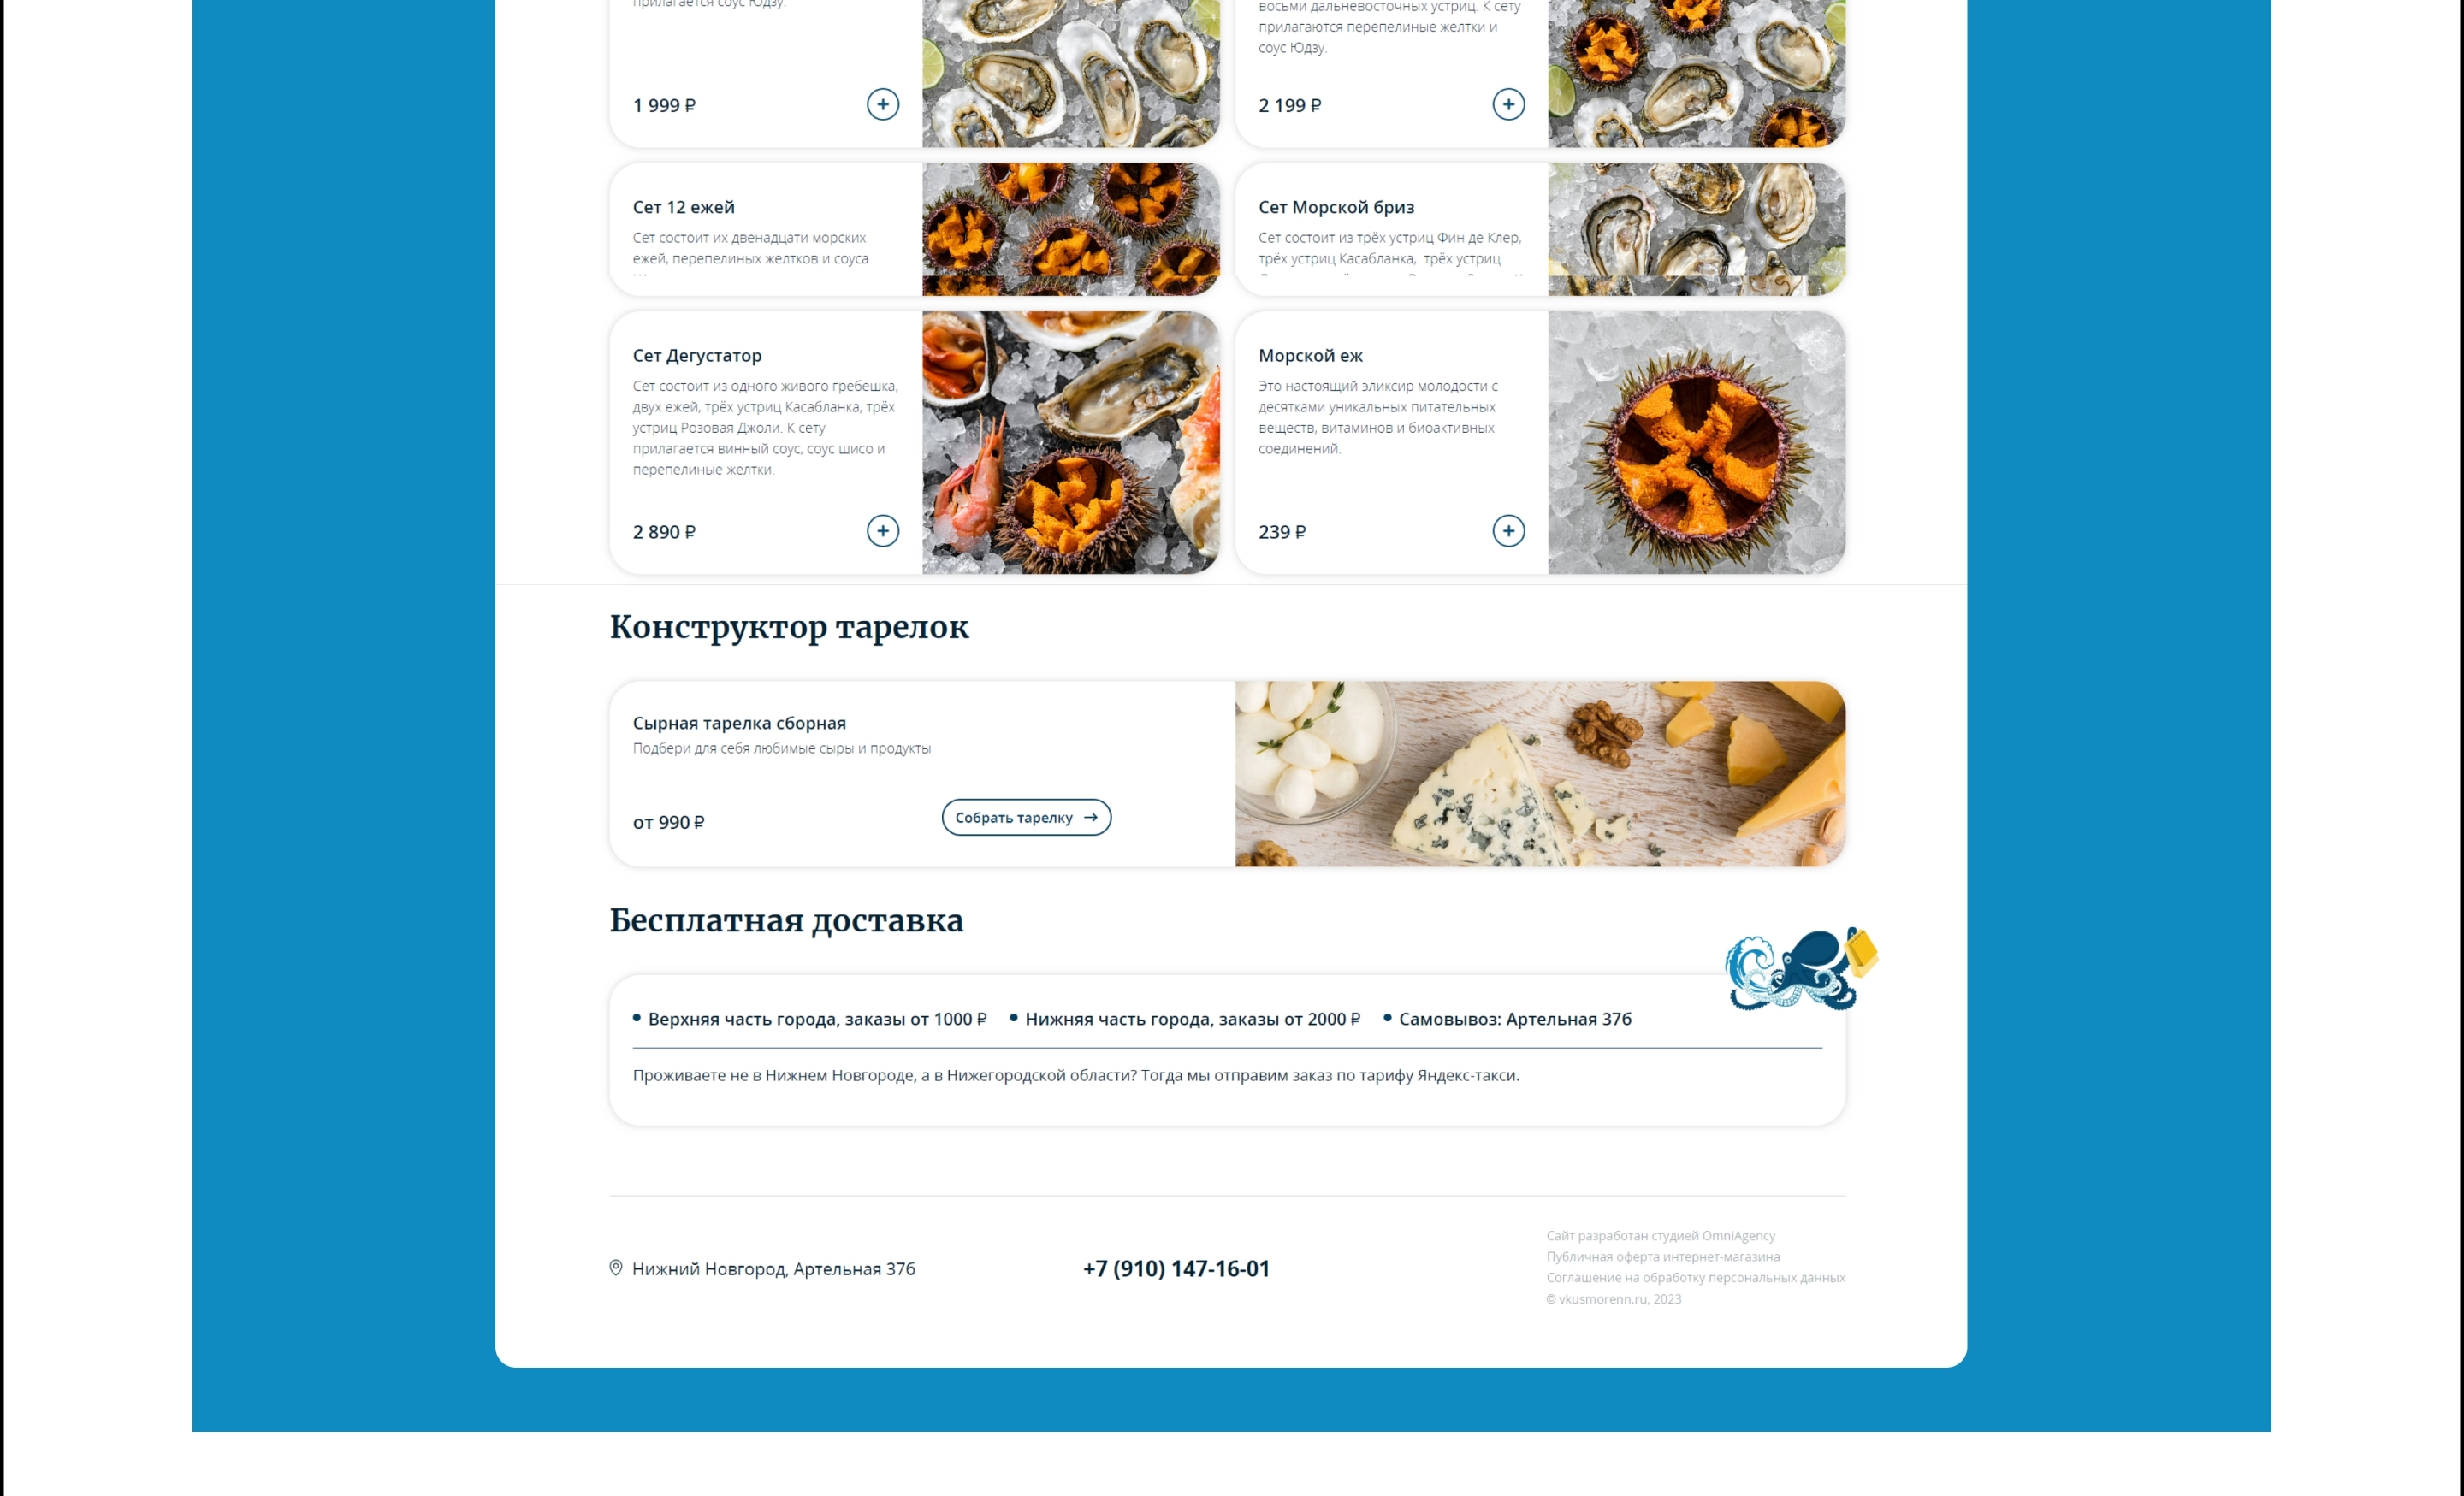 прилагается соус Юдзу.
восьми дальневосточных устриц. К сету
прилагаются перепелиные желтки и
соус Юдзу.
1 999 ₽
2 199 ₽
Сет 12 ежей
Сет состоит их двенадцати морских
ежей, перепелиных желтков и соуса
Сет Морской бриз
Сет состоит из трёх устриц Фин де Клер,
трёх устриц Касабланка, трёх устриц
Сет Дегустатор
Сет состоит из одного живого гребешка,
двух ежей, трёх устриц Касабланка, трёх
устриц Розовая Джоли. К сету
прилагается винный соус, соус шисо и
перепелиные желтки.
2 890 ₽
Морской еж
Это настоящий эликсир молодости с
десятками уникальных питательных
веществ, витаминов и биоактивных
соединений.
239 ₽
Конструктор тарелок
Сырная тарелка сборная
Подбери для себя любимые сыры и продукты
от 990 ₽
Собрать тарелку →
Бесплатная доставка
• Верхняя часть города, заказы от 1000 ₽ • Нижняя часть города, заказы от 2000 ₽ • Самовывоз: Артельная 37б
Проживаете не в Нижнем Новгороде, а в Нижегородской области? Тогда мы отправим заказ по тарифу Яндекс-такси.
Нижний Новгород, Артельная 37б
+7 (910) 147-16-01
Сайт разработан студией OmniAgency
Публичная оферта интернет-магазина
Соглашение на обработку персональных данных
© vkusmorenn.ru, 2023